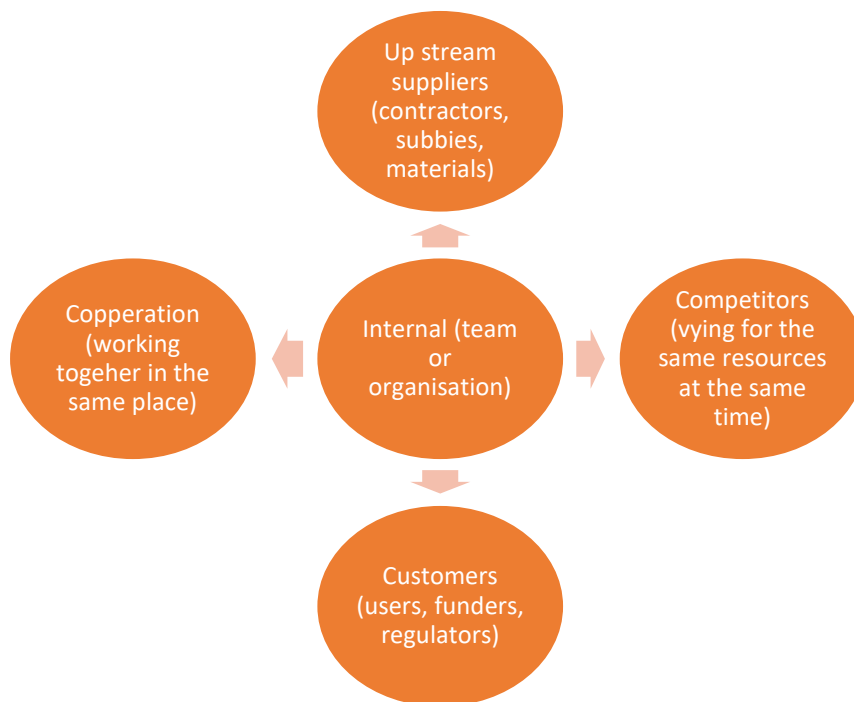 Up stream
suppliers
(contractors,
subbies,
materials)
Copperation
(working
togeher in the
same place)
Internal (team
or
organisation)
Competitors
(vying for the
same resources
at the same
time)
Customers
(users, funders,
regulators)